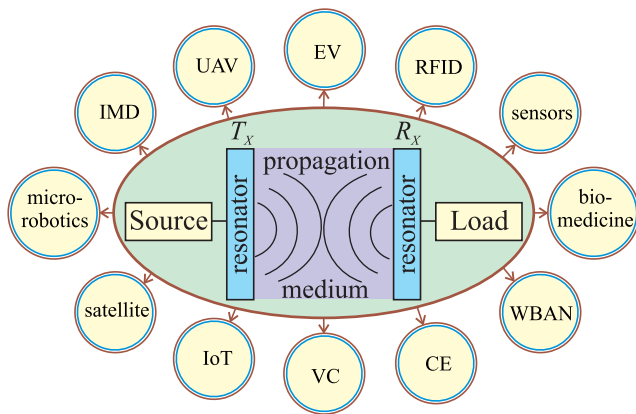 EV
UAV
RFID
IMD
sensors
T_X
R_X
propagation
micro-
robotics
Source
resonator
resonator
Load
bio-
medicine
medium
satellite
WBAN
IoT
VC
CE